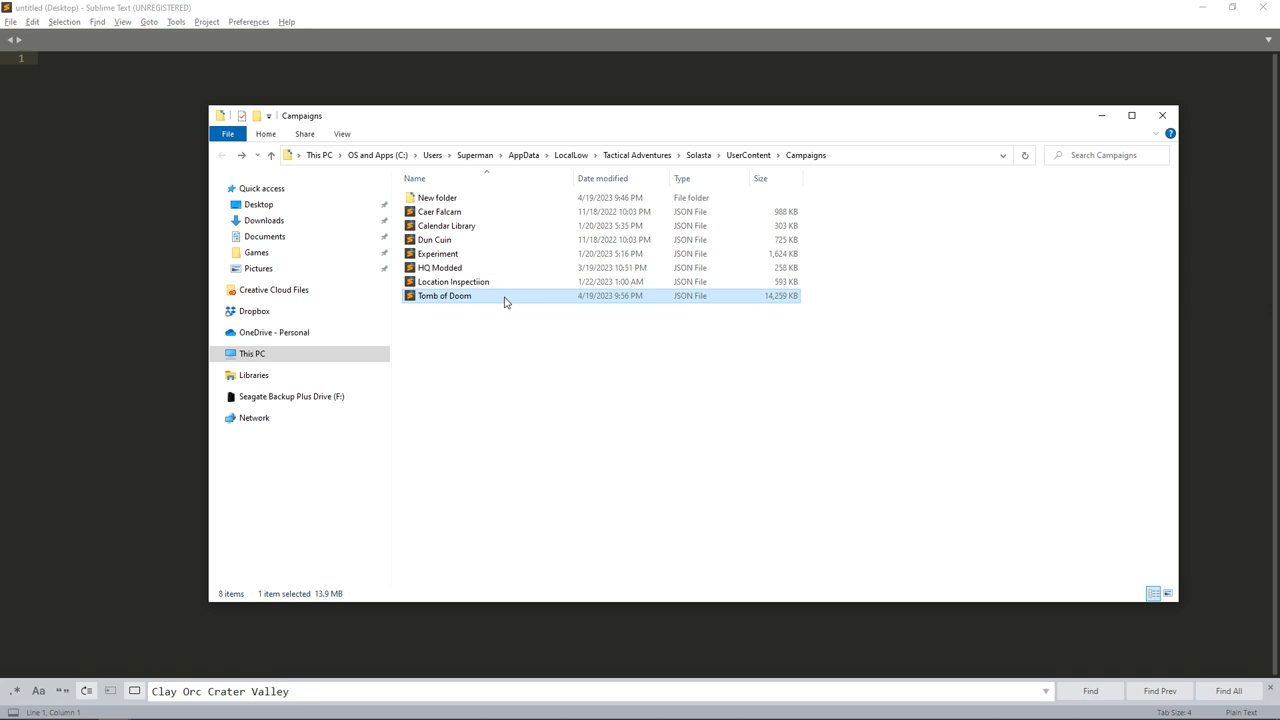 untitled (Desktop) - Sublime Text (UNREGISTERED)
File Edit Selection Find View Goto Tools Project Preferences Help
1
Campaigns
File Home Share View
This PC > OS and Apps (C:) > Users > Superman > AppData > LocalLow > Tactical Adventures > Solasta > UserContent > Campaigns
Search Campaigns
Name Date modified Type Size
Quick access
Desktop
Downloads
Documents
Games
Pictures
Creative Cloud Files
Dropbox
OneDrive - Personal
This PC
Libraries
Seagate Backup Plus Drive (F:)
Network
New folder 4/19/2023 9:46 PM File folder
Caer Falcarn 11/18/2022 10:03 PM JSON File 988 KB
Calendar Library 1/20/2023 5:35 PM JSON File 303 KB
Dun Cuin 11/18/2022 10:03 PM JSON File 725 KB
Experiment 1/20/2023 5:16 PM JSON File 1,624 KB
HQ Modded 3/19/2023 10:51 PM JSON File 258 KB
Location Inspectiion 1/22/2023 1:00 AM JSON File 593 KB
Tomb of Doom 4/19/2023 9:56 PM JSON File 14,259 KB
8 items 1 item selected 13.9 MB
.* Aa “” Clay Orc Crater Valley Find Find Prev Find All
Line 1, Column 1 Tab Size: 4 Plain Text